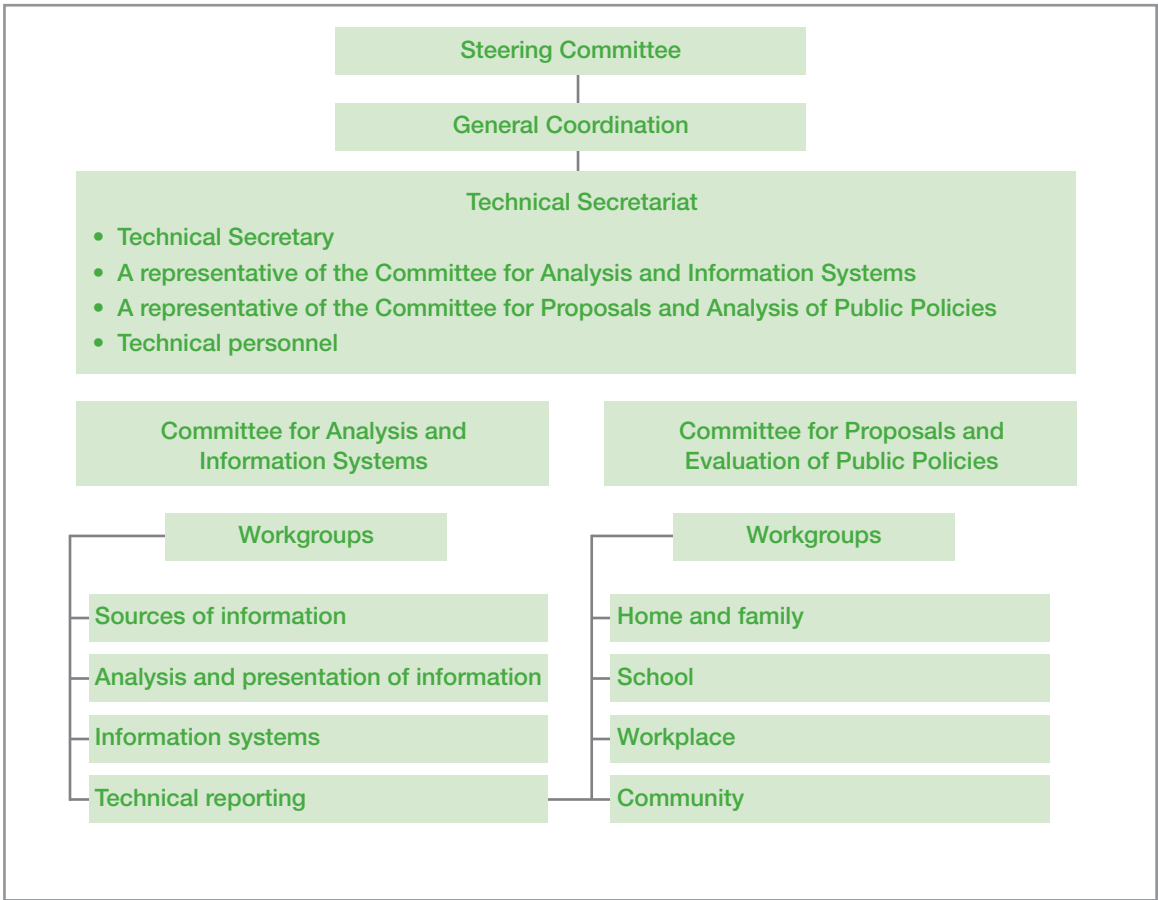 Steering Committee
General Coordination
Technical Secretariat
• Technical Secretary
• A representative of the Committee for Analysis and Information Systems
• A representative of the Committee for Proposals and Analysis of Public Policies
• Technical personnel
Committee for Analysis and
Information Systems
Committee for Proposals and
Evaluation of Public Policies
Workgroups
Sources of information
Analysis and presentation of information
Information systems
Technical reporting
Workgroups
Home and family
School
Workplace
Community